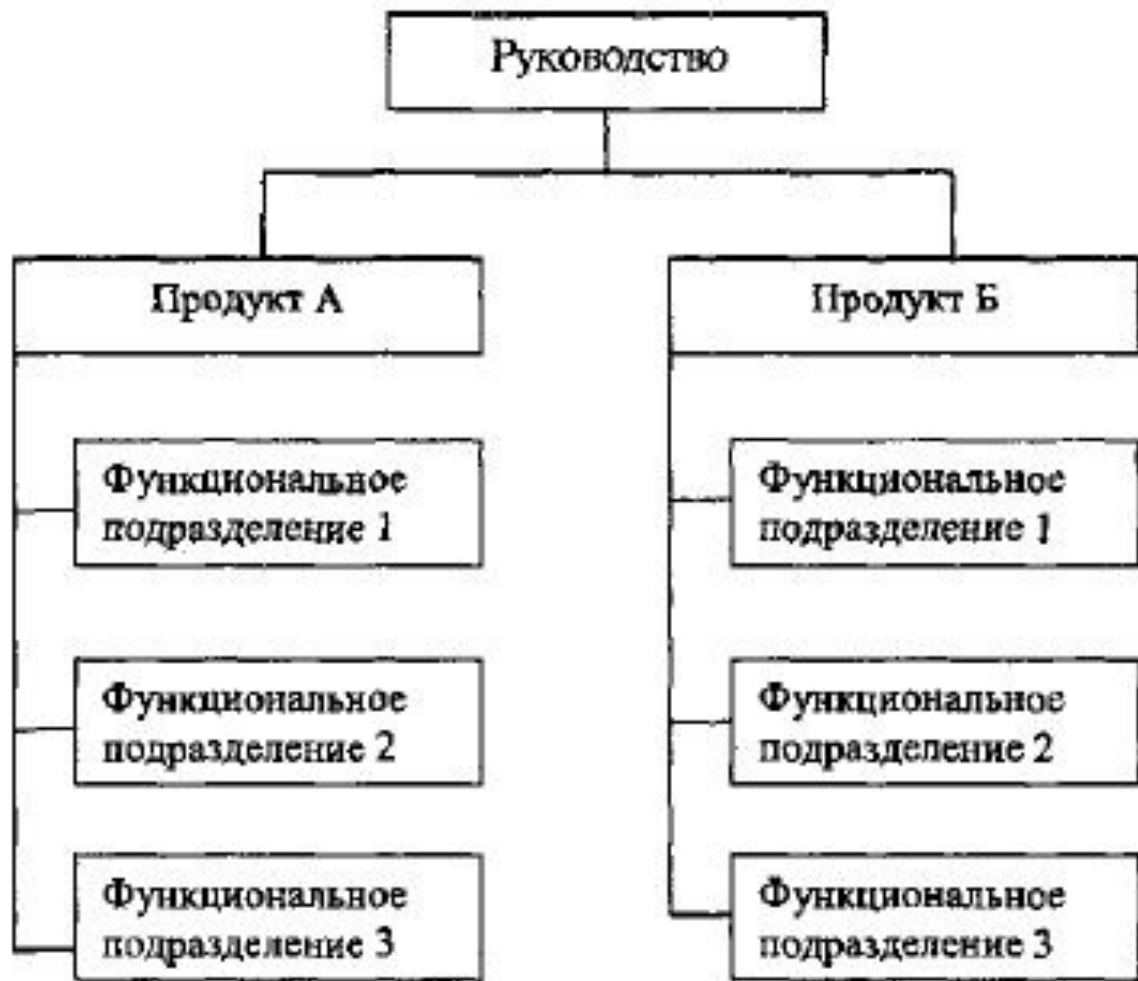 Руководство
Продукт А
Функциональное
подразделение 1
Функциональное
подразделение 2
Функциональное
подразделение 3
Продукт Б
Функциональное
подразделение 1
Функциональное
подразделение 2
Функциональное
подразделение 3